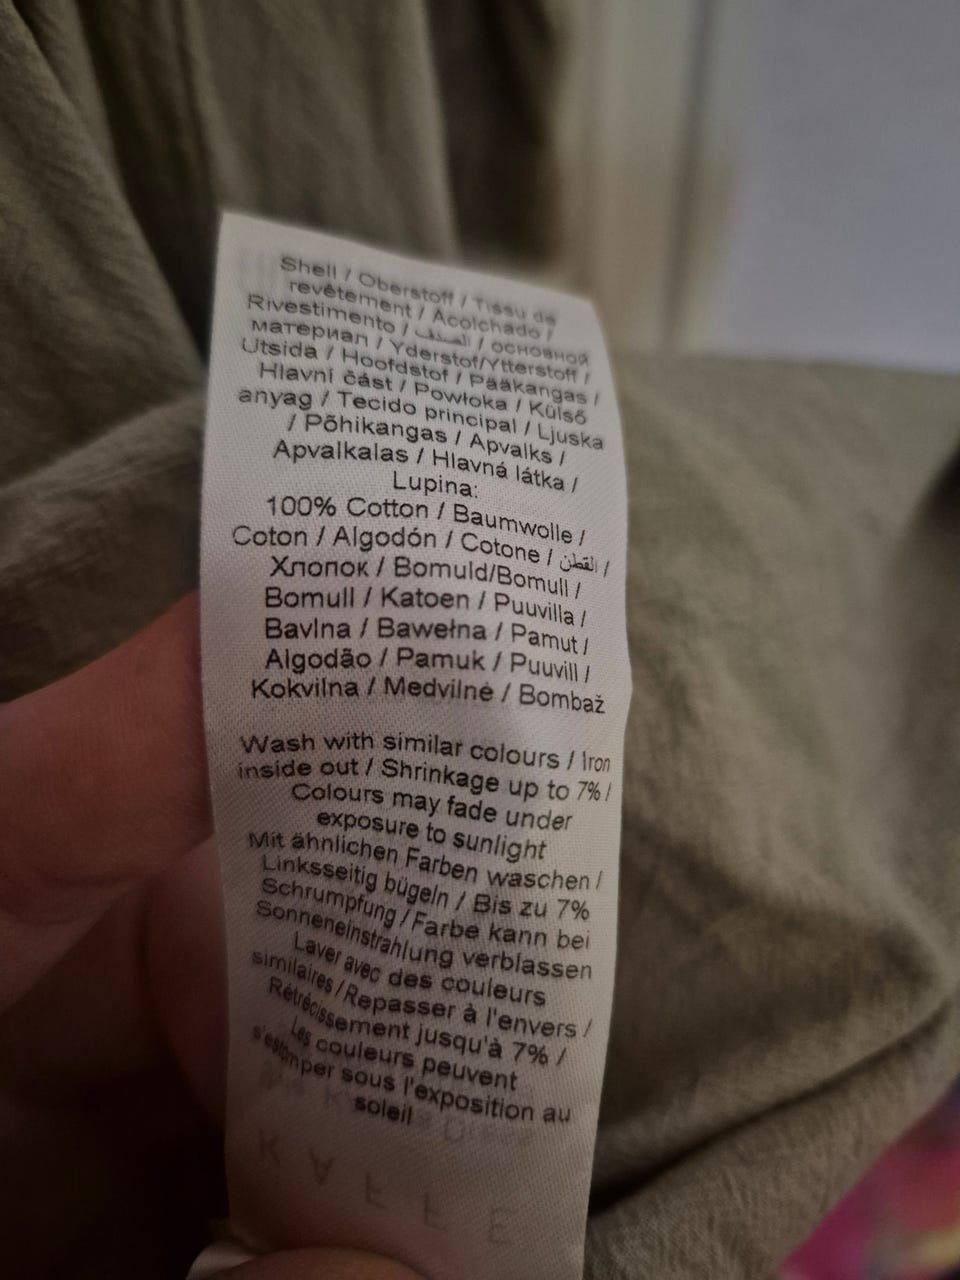 Shell / Oberstoff / Tissu de
revêtement / Acolchado /
Rivestimento / الصدف / основной
материал / Yderstof/Ytterstoff /
Utsida / Hoofdstof / Pääkangas /
Hlavní část / Powłoka / Külső
anyag / Tecido principal / Ljuska
/ Põhikangas / Apvalks /
Apvalkalas / Hlavná látka /
Lupina:
100% Cotton / Baumwolle /
Coton / Algodón / Cotone / القطن /
Хлопок / Bomuld/Bomull /
Bomull / Katoen / Puuvilla /
Bavlna / Bawełna / Pamut /
Algodão / Pamuk / Puuvill /
Kokvilna / Medvilnė / Bombaž
Wash with similar colours / Iron
inside out / Shrinkage up to 7% /
Colours may fade under
exposure to sunlight
Mit ähnlichen Farben waschen /
Linksseitig bügeln / Bis zu 7%
Schrumpfung / Farbe kann bei
Sonneneinstrahlung verblassen
Laver avec des couleurs
similaires / Repasser à l'envers /
Rétrécissement jusqu'à 7% /
Les couleurs peuvent
s'estomper sous l'exposition au
soleil
KAFFE